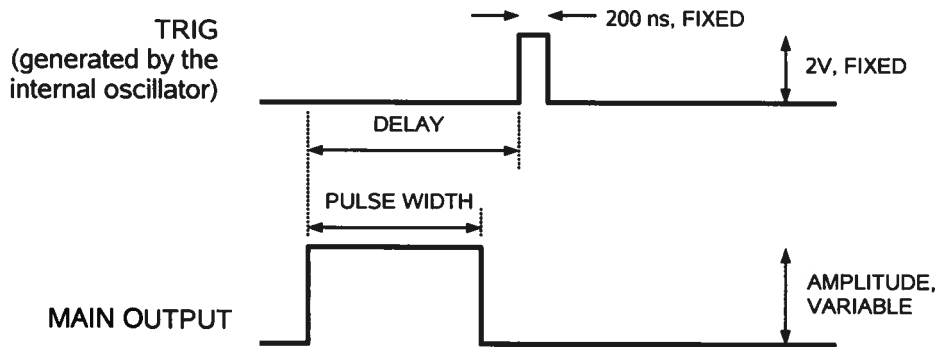 TRIG
(generated by the
internal oscillator)
200 ns, FIXED
2V, FIXED
DELAY
PULSE WIDTH
MAIN OUTPUT
AMPLITUDE,
VARIABLE